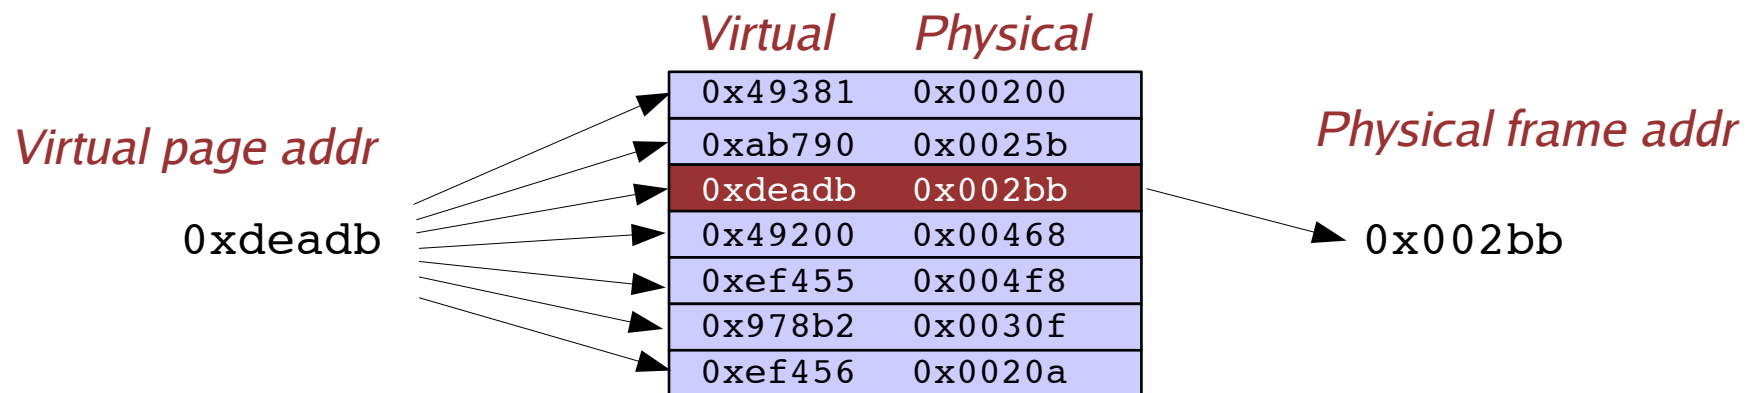 Virtual Physical
0x49381 0x00200
Virtual page addr
0xab790 0x0025b
Physical frame addr
0xdeadb 0x002bb
0xdeadb
0x49200 0x00468
0x002bb
0xef455 0x004f8
0x978b2 0x0030f
0xef456 0x0020a